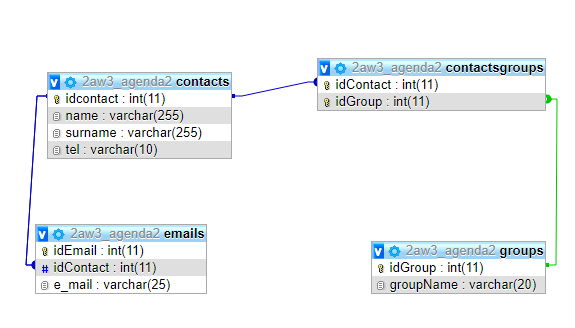 2aw3_agenda2 contacts
idcontact : int(11)
name : varchar(255)
surname : varchar(255)
tel : varchar(10)
2aw3_agenda2 contactsgroups
idContact : int(11)
idGroup : int(11)
2aw3_agenda2 emails
idEmail : int(11)
# idContact : int(11)
e_mail : varchar(25)
2aw3_agenda2 groups
idGroup : int(11)
groupName : varchar(20)